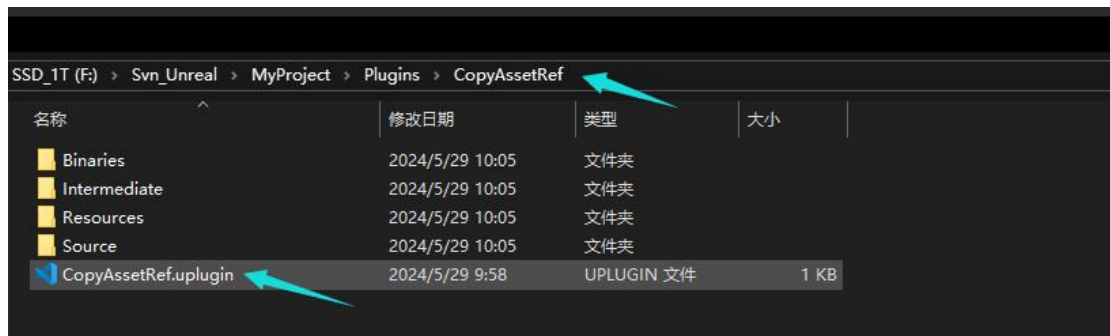 SSD_1T (F:) > Svn_Unreal > MyProject > Plugins > CopyAssetRef
名称 修改日期 类型 大小
Binaries 2024/5/29 10:05 文件夹
Intermediate 2024/5/29 10:05 文件夹
Resources 2024/5/29 10:05 文件夹
Source 2024/5/29 10:05 文件夹
CopyAssetRef.uplugin 2024/5/29 9:58 UPLUGIN 文件 1 KB